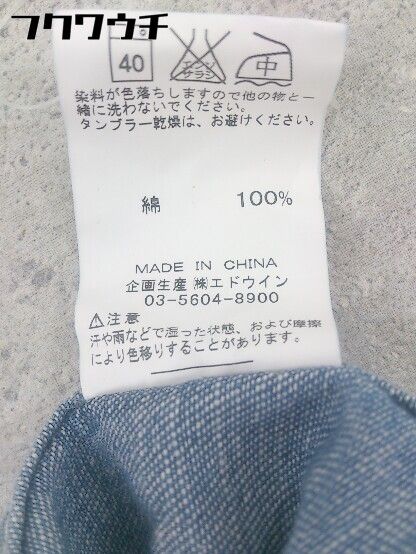 フクワウチ
40
エンソ
サラシ
中
染料が色落ちしますので他の物と一
緒に洗わないでください。
タンブラー乾燥は、お避けください。
綿 100%
MADE IN CHINA
企画生産 ㈱エドウイン
03-5604-8900
⚠注意
汗や雨などで湿った状態、および摩擦
により色移りすることがあります。